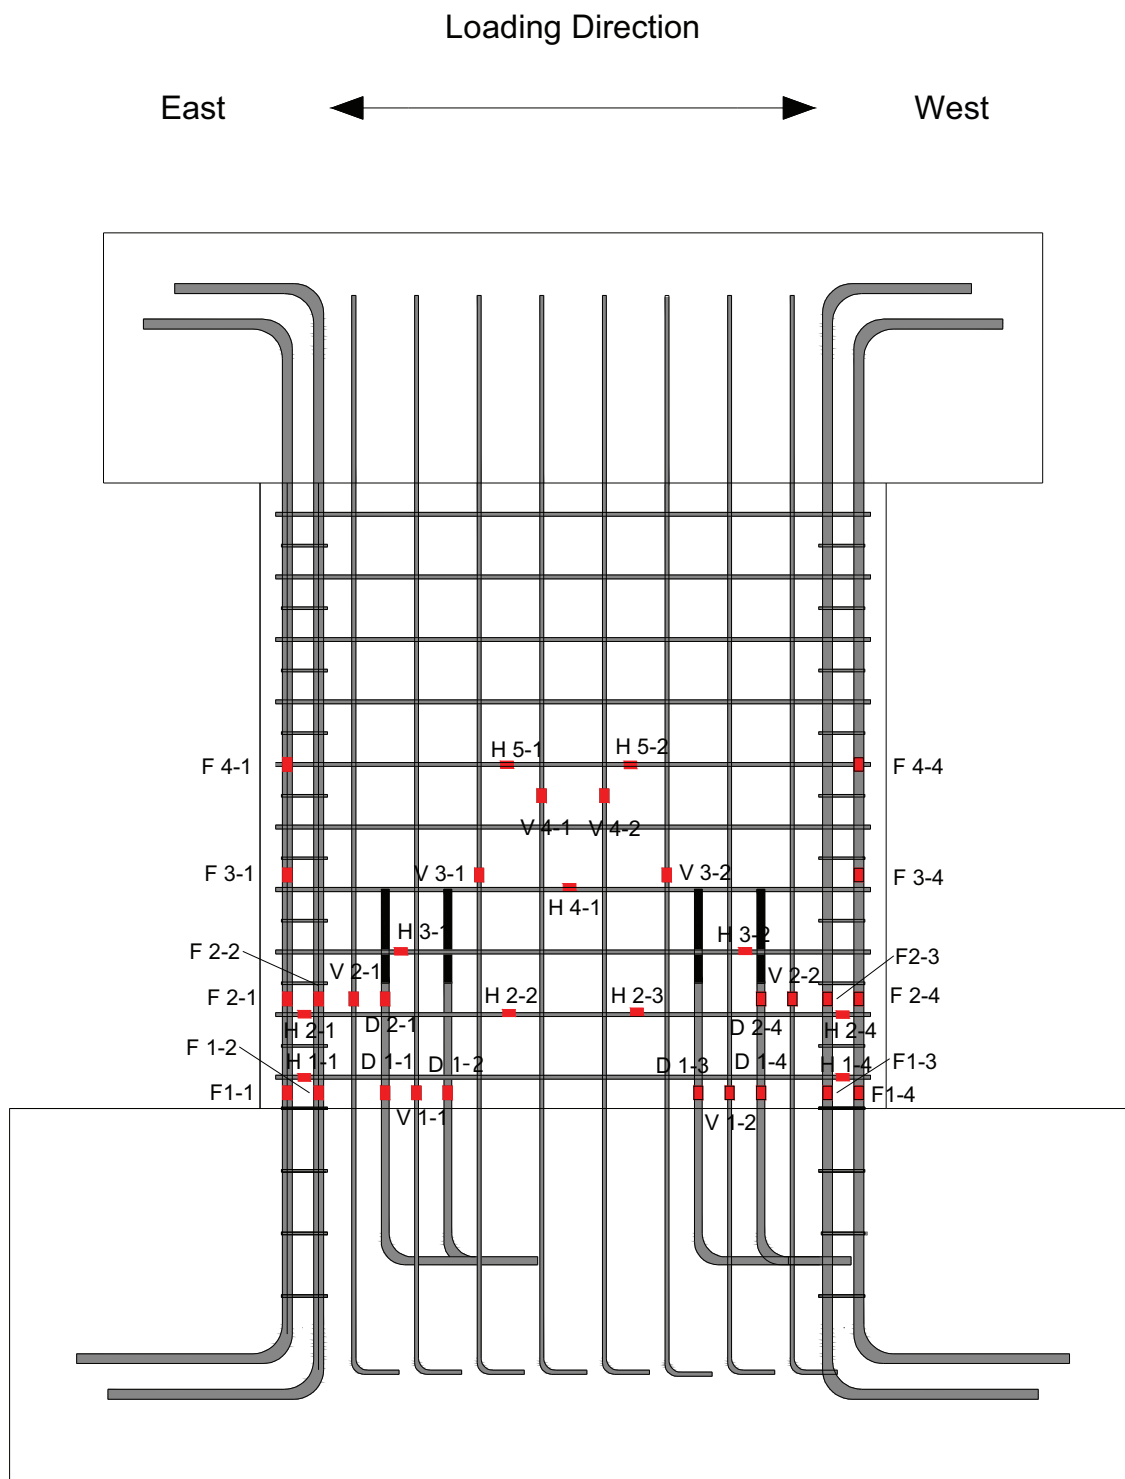 Loading Direction
East
West
H 5-1
H 5-2
F 4-1
F 4-4
V 4-1
V 4-2
F 3-1
V 3-1
V 3-2
F 3-4
H 4-1
H 3-1
H 3-2
F 2-2
F2-3
V 2-1
V 2-2
F 2-1
H 2-2
H 2-3
F 2-4
H 2-1
D 2-1
D 2-4
H 2-4
F 1-2
H 1-1
D 1-1
D 1-2
D 1-3
D 1-4
H 1-4
F1-3
F1-1
F1-4
V 1-1
V 1-2